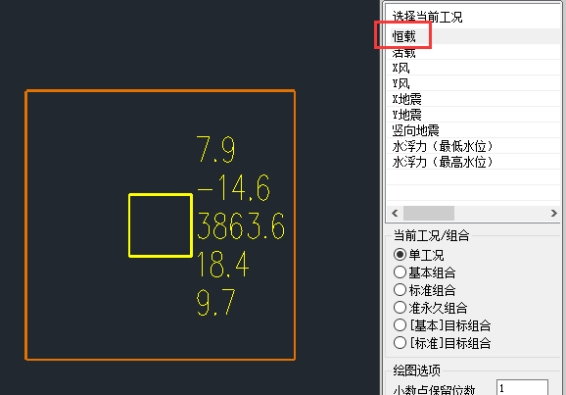 7.9
-14.6
3863.6
18.4
9.7
选择当前工况
恒载
活载
X风
Y风
X地震
Y地震
竖向地震
水浮力（最低水位）
水浮力（最高水位）
当前工况/组合
单工况
基本组合
标准组合
准永久组合
[基本]目标组合
[标准]目标组合
绘图选项
小数点保留位数 1